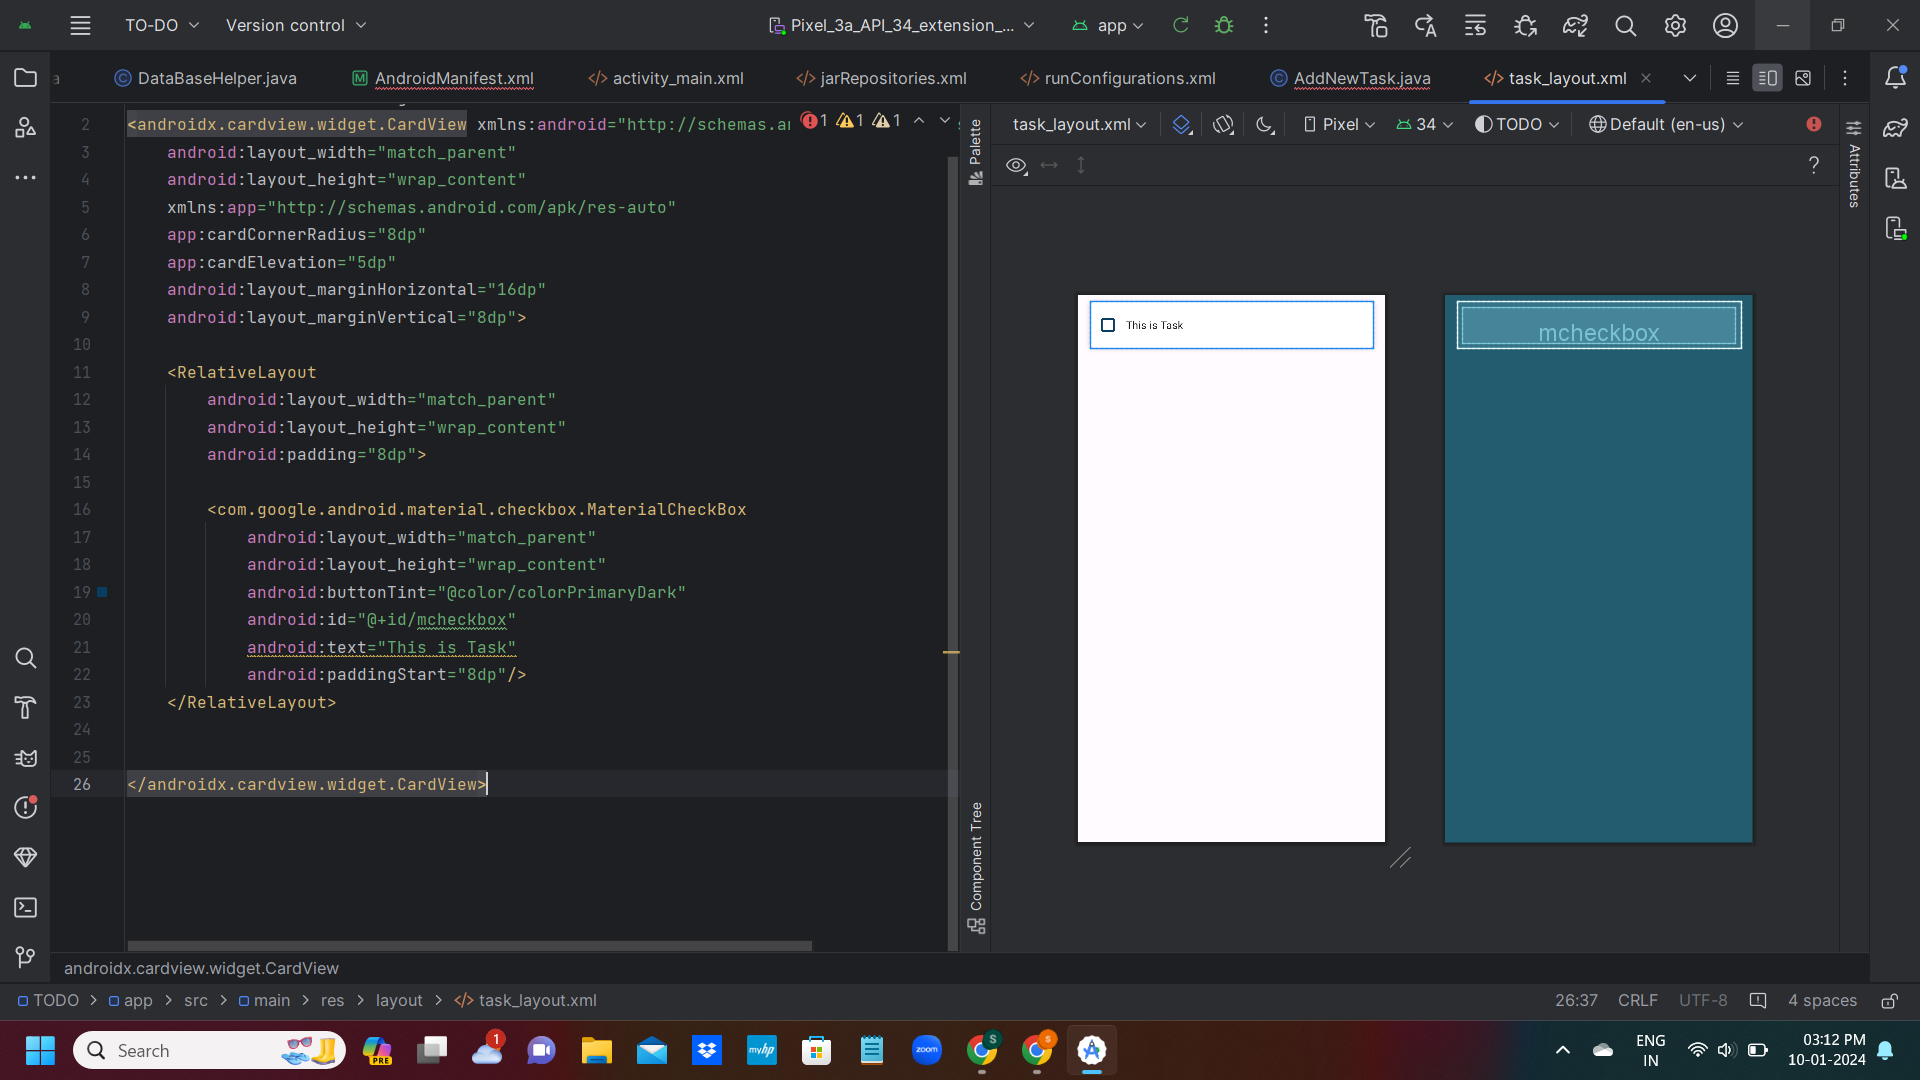 TO-DO Version control Pixel_3a_API_34_extension_... app
DataBaseHelper.java AndroidManifest.xml activity_main.xml jarRepositories.xml runConfigurations.xml AddNewTask.java task_layout.xml
2 <androidx.cardview.widget.CardView xmlns:android="http://schemas.a 1 1 1
3 android:layout_width="match_parent"
4 android:layout_height="wrap_content"
5 xmlns:app="http://schemas.android.com/apk/res-auto"
6 app:cardCornerRadius="8dp"
7 app:cardElevation="5dp"
8 android:layout_marginHorizontal="16dp"
9 android:layout_marginVertical="8dp">
10
11 <RelativeLayout
12 android:layout_width="match_parent"
13 android:layout_height="wrap_content"
14 android:padding="8dp">
15
16 <com.google.android.material.checkbox.MaterialCheckBox
17 android:layout_width="match_parent"
18 android:layout_height="wrap_content"
19 android:buttonTint="@color/colorPrimaryDark"
20 android:id="@+id/mcheckbox"
21 android:text="This is Task"
22 android:paddingStart="8dp"/>
23 </RelativeLayout>
24
25
26 </androidx.cardview.widget.CardView>
Palette
Component Tree
task_layout.xml Pixel 34 TODO Default (en-us)
?
Attributes
This is Task
mcheckbox
androidx.cardview.widget.CardView
TODO > app > src > main > res > layout > task_layout.xml
26:37 CRLF UTF-8 4 spaces
Search
PRE
1
myhp
zoom
S
S
ENG
IN
03:12 PM
10-01-2024